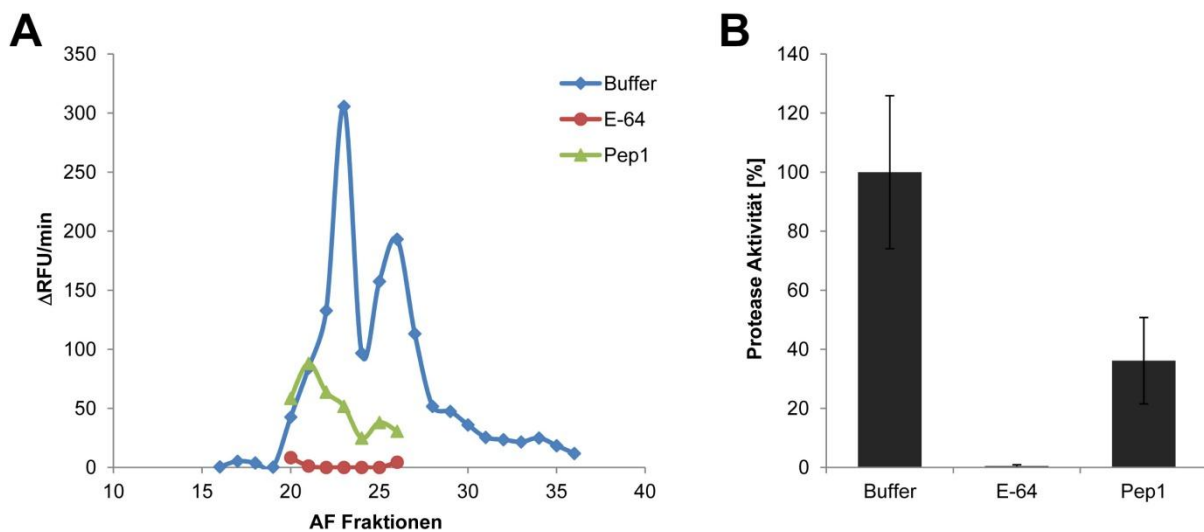 A
350
300
250
200
150
100
50
0
ΔRFU/min
10
15
20
25
30
35
40
AF Fraktionen
Buffer
E-64
Pep1
B
140
120
100
80
60
40
20
0
Protease Aktivität [%]
Buffer
E-64
Pep1